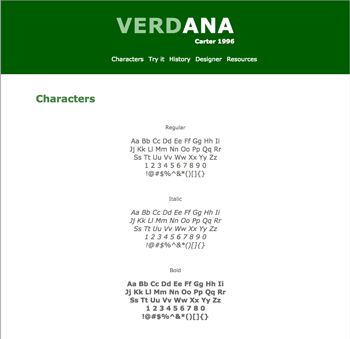 VERDANA
Carter 1996
Characters Try it History Designer Resources
Characters
Regular
Aa Bb Cc Dd Ee Ff Gg Hh Ii
Jj Kk Ll Mm Nn Oo Pp Qq Rr
Ss Tt Uu Vv Ww Xx Yy Zz
1 2 3 4 5 6 7 8 9 0
!@#$%^&*()[]{}
Italic
Aa Bb Cc Dd Ee Ff Gg Hh Ii
Jj Kk Ll Mm Nn Oo Pp Qq Rr
Ss Tt Uu Vv Ww Xx Yy Zz
1 2 3 4 5 6 7 8 9 0
!@#$%^&*()[]{}
Bold
Aa Bb Cc Dd Ee Ff Gg Hh Ii
Jj Kk Ll Mm Nn Oo Pp Qq Rr
Ss Tt Uu Vv Ww Xx Yy Zz
1 2 3 4 5 6 7 8 9 0
!@#$%^&*()[]{}